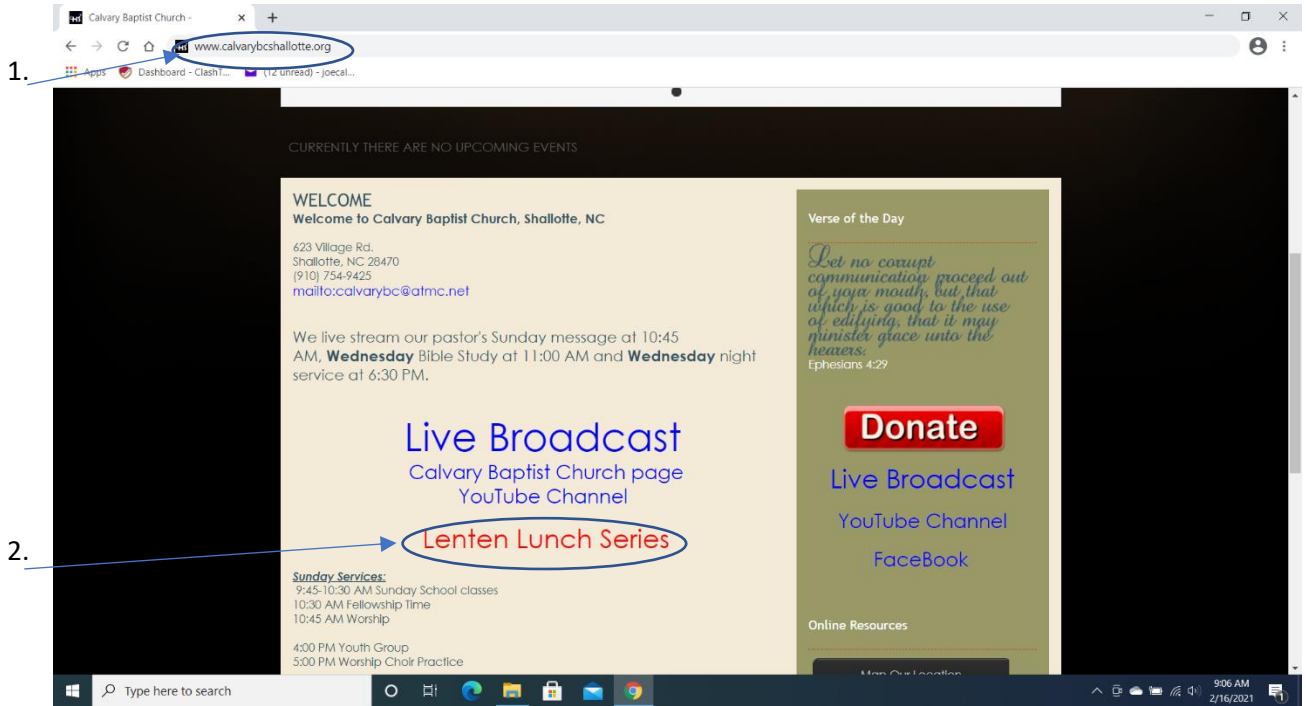 Calvary Baptist Church -
www.calvarybcshallotte.org
1.
Apps Dashboard - ClashT... (12 unread) - joecal...
CURRENTLY THERE ARE NO UPCOMING EVENTS
WELCOME
Welcome to Calvary Baptist Church, Shallotte, NC
623 Village Rd.
Shallotte, NC 28470
(910) 754-9425
mailto:calvarybc@atmc.net
We live stream our pastor's Sunday message at 10:45
AM, Wednesday Bible Study at 11:00 AM and Wednesday night
service at 6:30 PM.
Live Broadcast
Calvary Baptist Church page
YouTube Channel
2.
Lenten Lunch Series
Sunday Services:
9:45-10:30 AM Sunday School classes
10:30 AM Fellowship Time
10:45 AM Worship
4:00 PM Youth Group
5:00 PM Worship Choir Practice
Verse of the Day
Let no corrupt
communication proceed out
of your mouth, but that
which is good to the use
of edifying, that it may
minister grace unto the
hearers.
Ephesians 4:29
Donate
Live Broadcast
YouTube Channel
FaceBook
Online Resources
Map Our Location
Type here to search
9:06 AM
2/16/2021
1